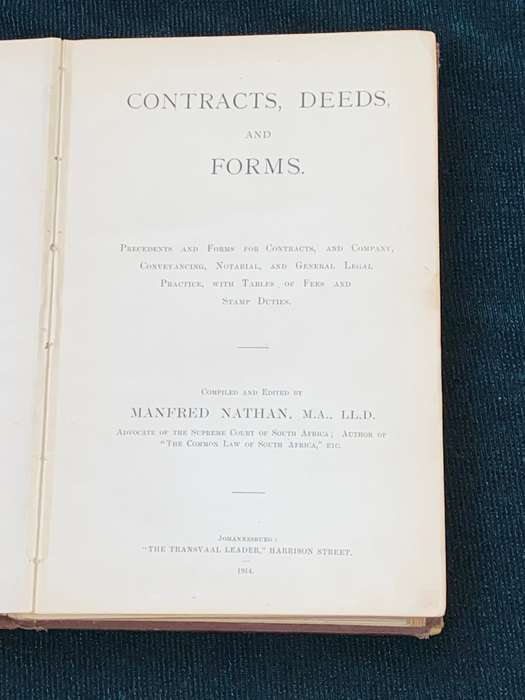 CONTRACTS, DEEDS,
AND
FORMS.
PRECEDENTS AND FORMS FOR CONTRACTS, AND COMPANY,
CONVEYANCING, NOTARIAL, AND GENERAL LEGAL
PRACTICE, WITH TABLES OF FEES AND
STAMP DUTIES.
COMPILED AND EDITED BY
MANFRED NATHAN, M.A., LL.D.
ADVOCATE OF THE SUPREME COURT OF SOUTH AFRICA; AUTHOR OF
"THE COMMON LAW OF SOUTH AFRICA," ETC.
JOHANNESBURG:
"THE TRANSVAAL LEADER," HARRISON STREET.
1914.